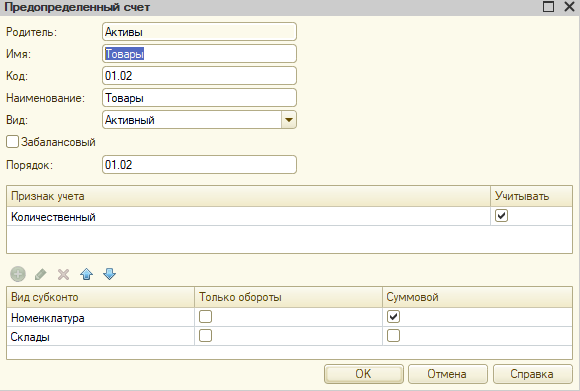 Предопределенный счет
Родитель: Активы
Имя: Товары
Код: 01.02
Наименование: Товары
Вид: Активный
Забалансовый
Порядок: 01.02
Признак учета Учитывать
Количественный
Вид субконто Только обороты Суммовой
Номенклатура
Склады
OK Отмена Справка